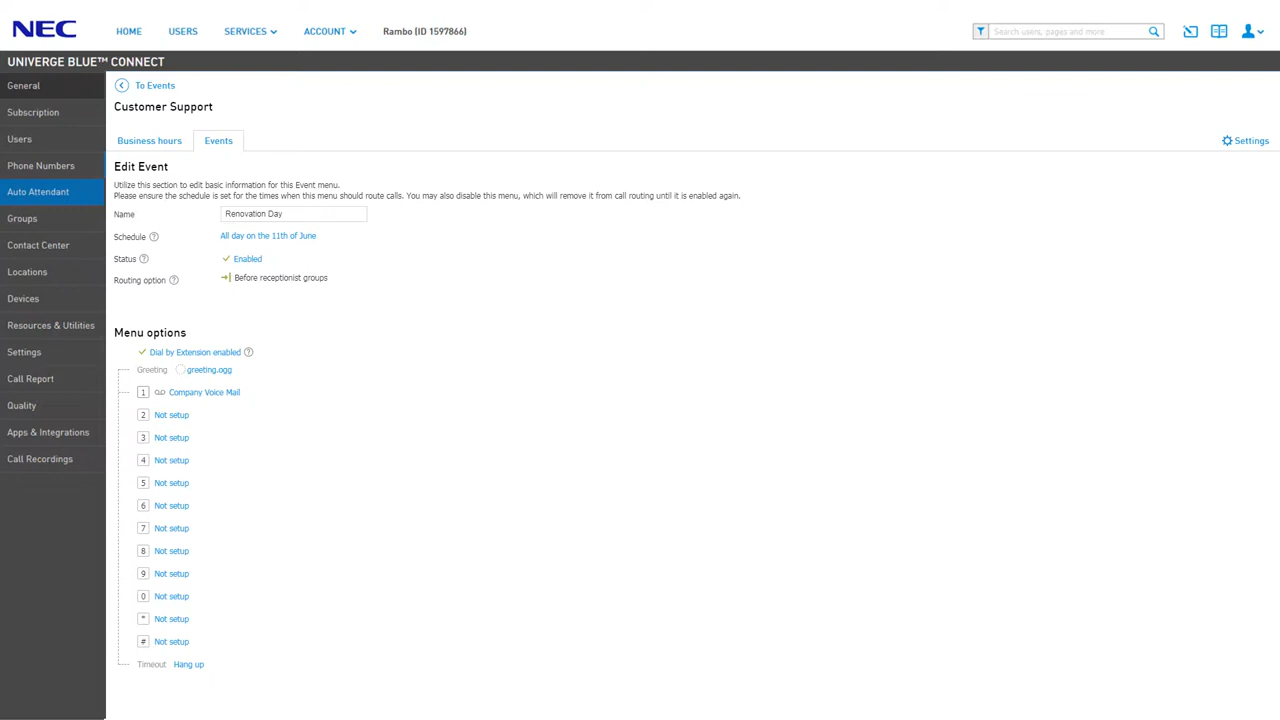 NEC
HOME
USERS
SERVICES
ACCOUNT
Rambo (ID 1597866)
Search users, pages and more
UNIVERGE BLUE™ CONNECT
General
Subscription
Users
Phone Numbers
Auto Attendant
Groups
Contact Center
Locations
Devices
Resources & Utilities
Settings
Call Report
Quality
Apps & Integrations
Call Recordings
To Events
Customer Support
Business hours
Events
Settings
Edit Event
Utilize this section to edit basic information for this Event menu.
Please ensure the schedule is set for the times when this menu should route calls. You may also disable this menu, which will remove it from call routing until it is enabled again.
Name Renovation Day
Schedule ? All day on the 11th of June
Status ? Enabled
Routing option ? Before receptionist groups
Menu options
Dial by Extension enabled ?
Greeting greeting.ogg
1 Company Voice Mail
2 Not setup
3 Not setup
4 Not setup
5 Not setup
6 Not setup
7 Not setup
8 Not setup
9 Not setup
0 Not setup
* Not setup
# Not setup
Timeout Hang up